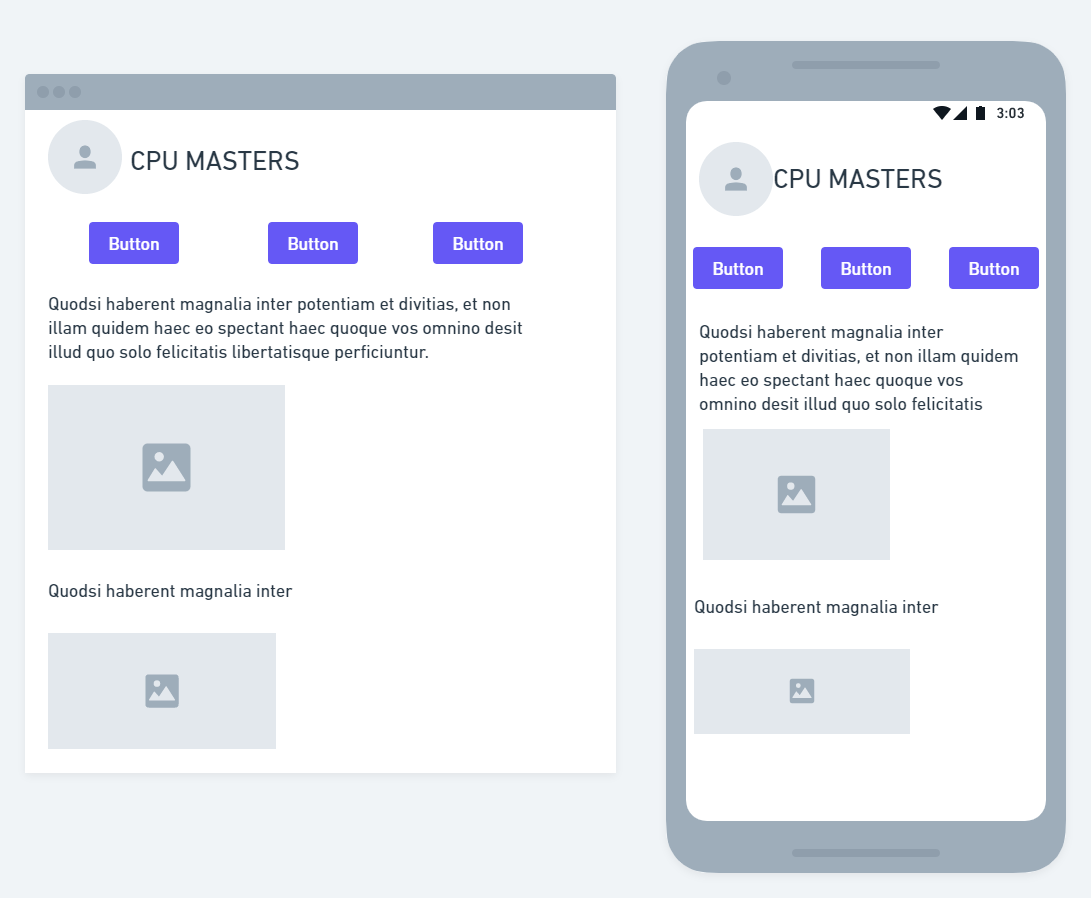 CPU MASTERS
Button Button Button
Quodsi haberent magnalia inter potentiam et divitias, et non
illam quidem haec eo spectant haec quoque vos omnino desit
illud quo solo felicitatis libertatisque perficiuntur.
Quodsi haberent magnalia inter
3:03
CPU MASTERS
Button Button Button
Quodsi haberent magnalia inter
potentiam et divitias, et non illam quidem
haec eo spectant haec quoque vos
omnino desit illud quo solo felicitatis
Quodsi haberent magnalia inter